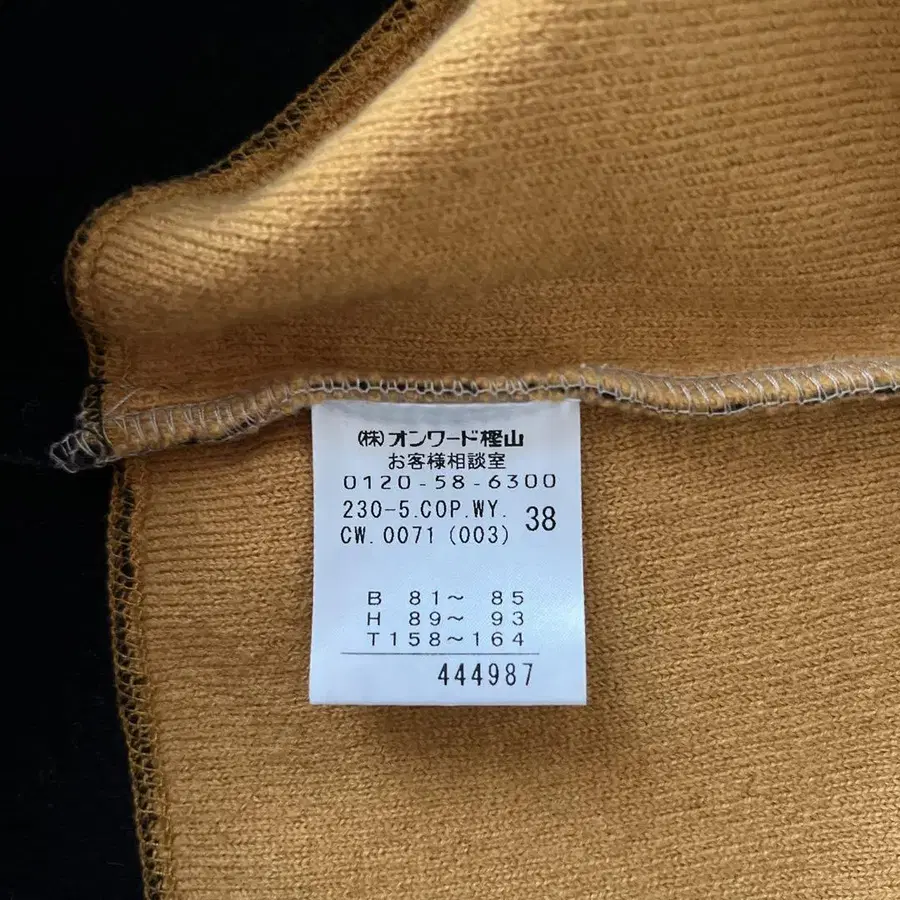 (株)オンワード樫山
お客様相談室
0120-58-6300
230-5.COP.WY. 38
CW.0071(003)
B 81~ 85
H 89~ 93
T158~164
444987